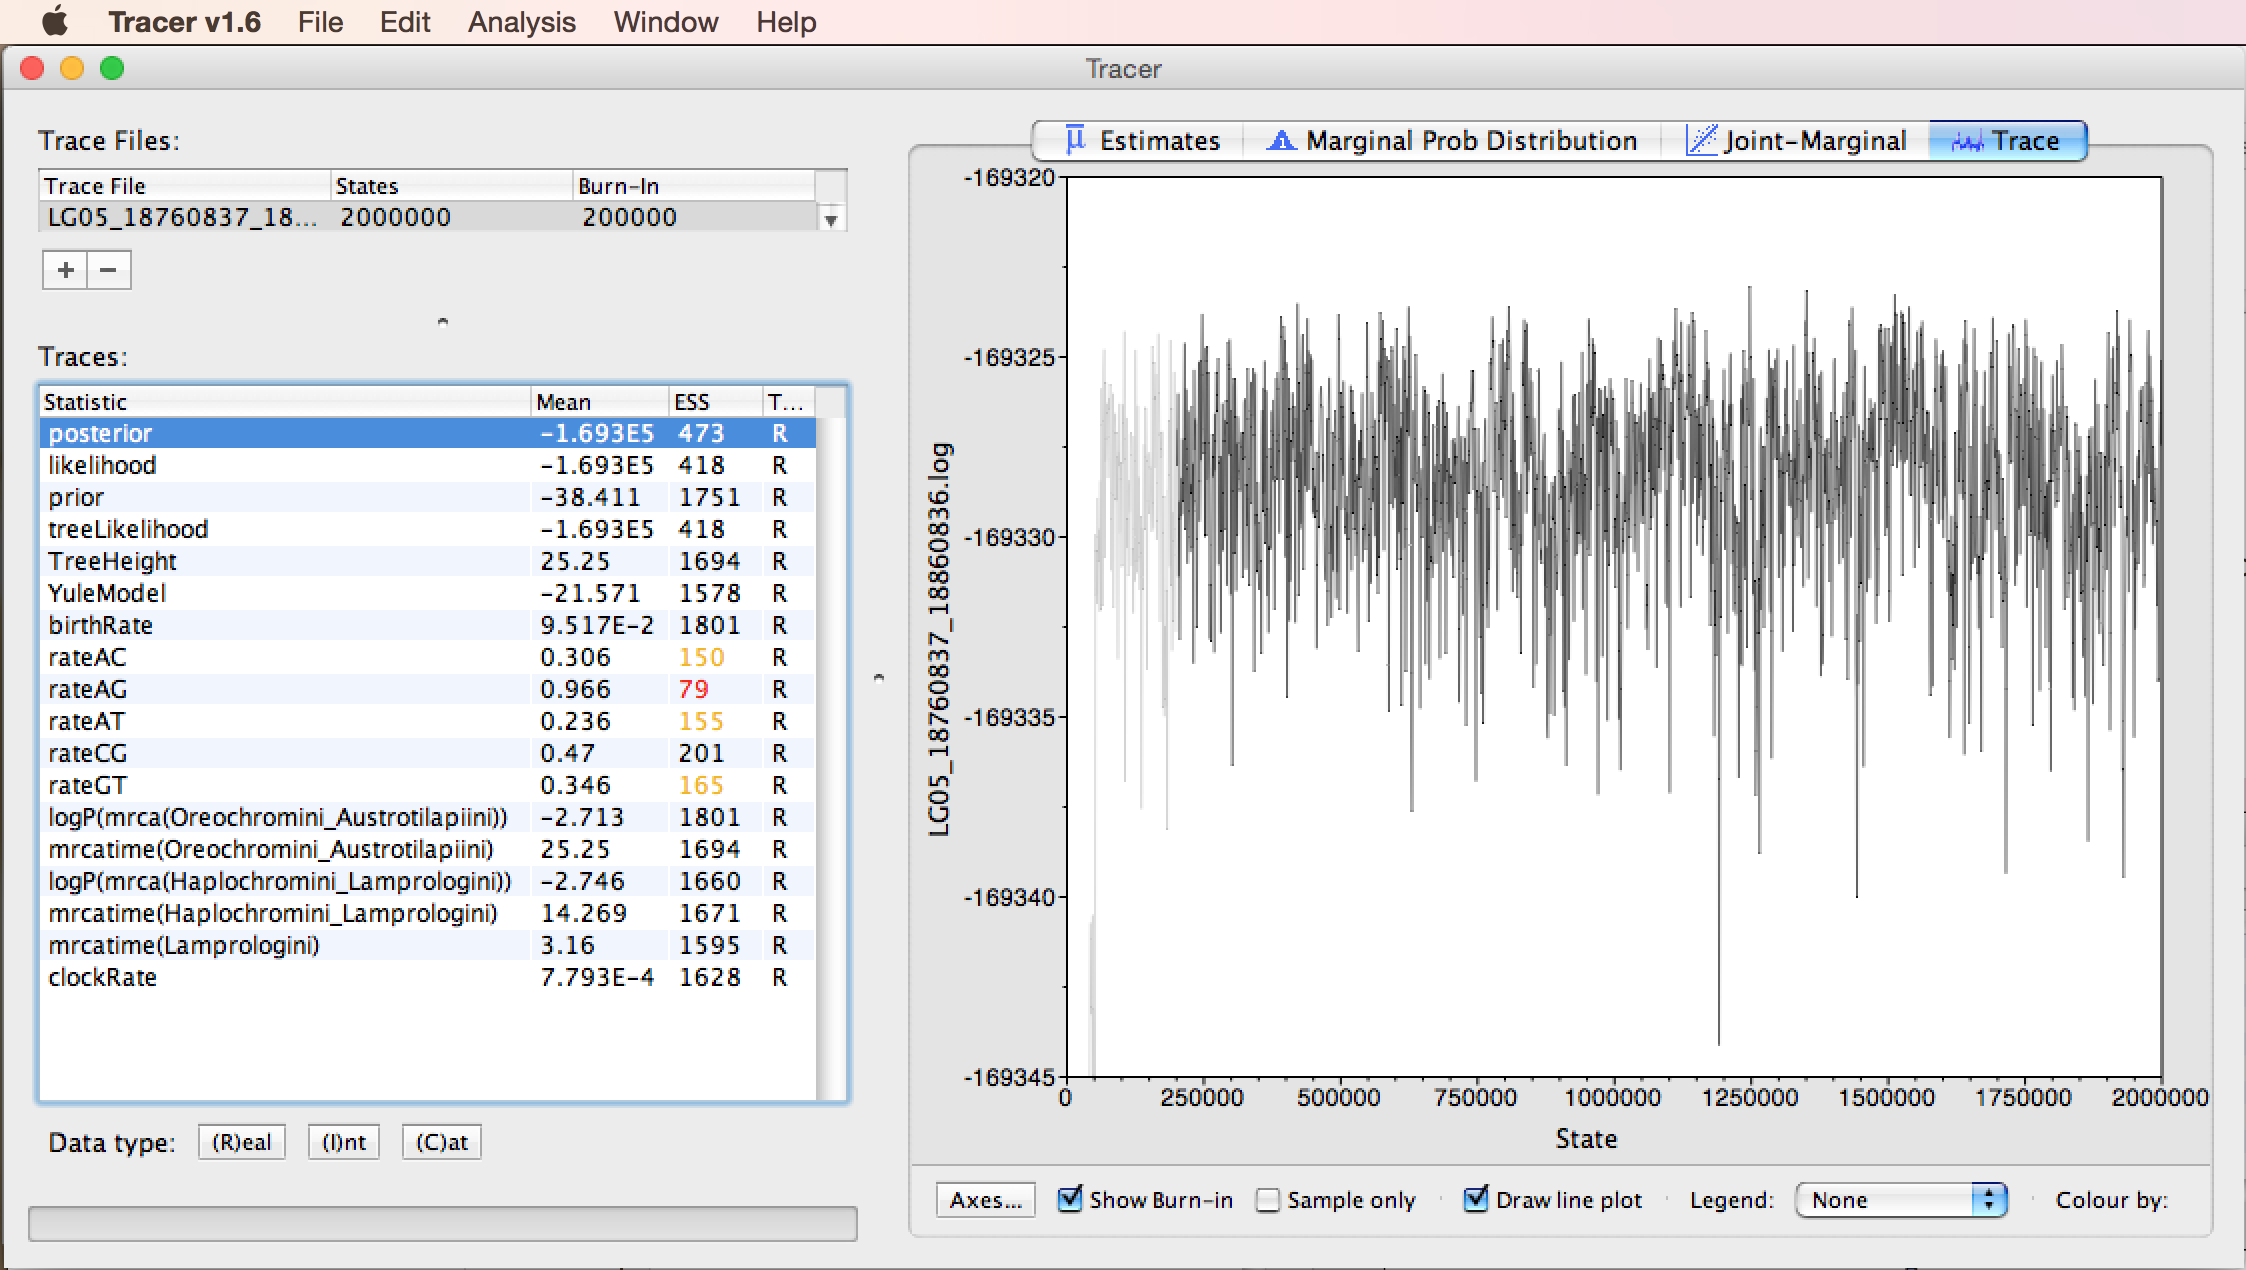 Tracer v1.6 File Edit Analysis Window Help
Tracer
Trace Files:
Trace File States Burn-In
LG05_18760837_18... 2000000 200000
+ −
Traces:
Statistic Mean ESS T...
posterior -1.693E5 473 R
likelihood -1.693E5 418 R
prior -38.411 1751 R
treeLikelihood -1.693E5 418 R
TreeHeight 25.25 1694 R
YuleModel -21.571 1578 R
birthRate 9.517E-2 1801 R
rateAC 0.306 150 R
rateAG 0.966 79 R
rateAT 0.236 155 R
rateCG 0.47 201 R
rateGT 0.346 165 R
logP(mrca(Oreochromini_Austrotilapiini)) -2.713 1801 R
mrcatime(Oreochromini_Austrotilapiini) 25.25 1694 R
logP(mrca(Haplochromini_Lamprologini)) -2.746 1660 R
mrcatime(Haplochromini_Lamprologini) 14.269 1671 R
mrcatime(Lamprologini) 3.16 1595 R
clockRate 7.793E-4 1628 R
Data type: (R)eal (I)nt (C)at
Estimates Marginal Prob Distribution Joint-Marginal Trace
LG05_18760837_18860836.log
-169320
-169325
-169330
-169335
-169340
-169345
0 250000 500000 750000 1000000 1250000 1500000 1750000 2000000
State
Axes... Show Burn-in Sample only Draw line plot Legend: None Colour by: